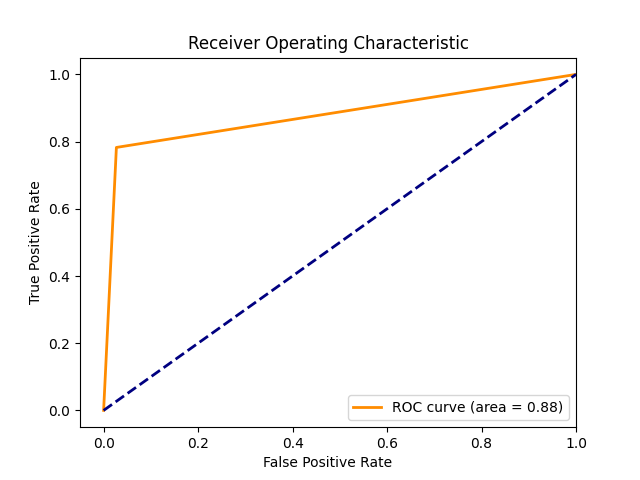 Receiver Operating Characteristic
True Positive Rate
1.0
0.8
0.6
0.4
0.2
0.0
ROC curve (area = 0.88)
0.0 0.2 0.4 0.6 0.8 1.0
False Positive Rate